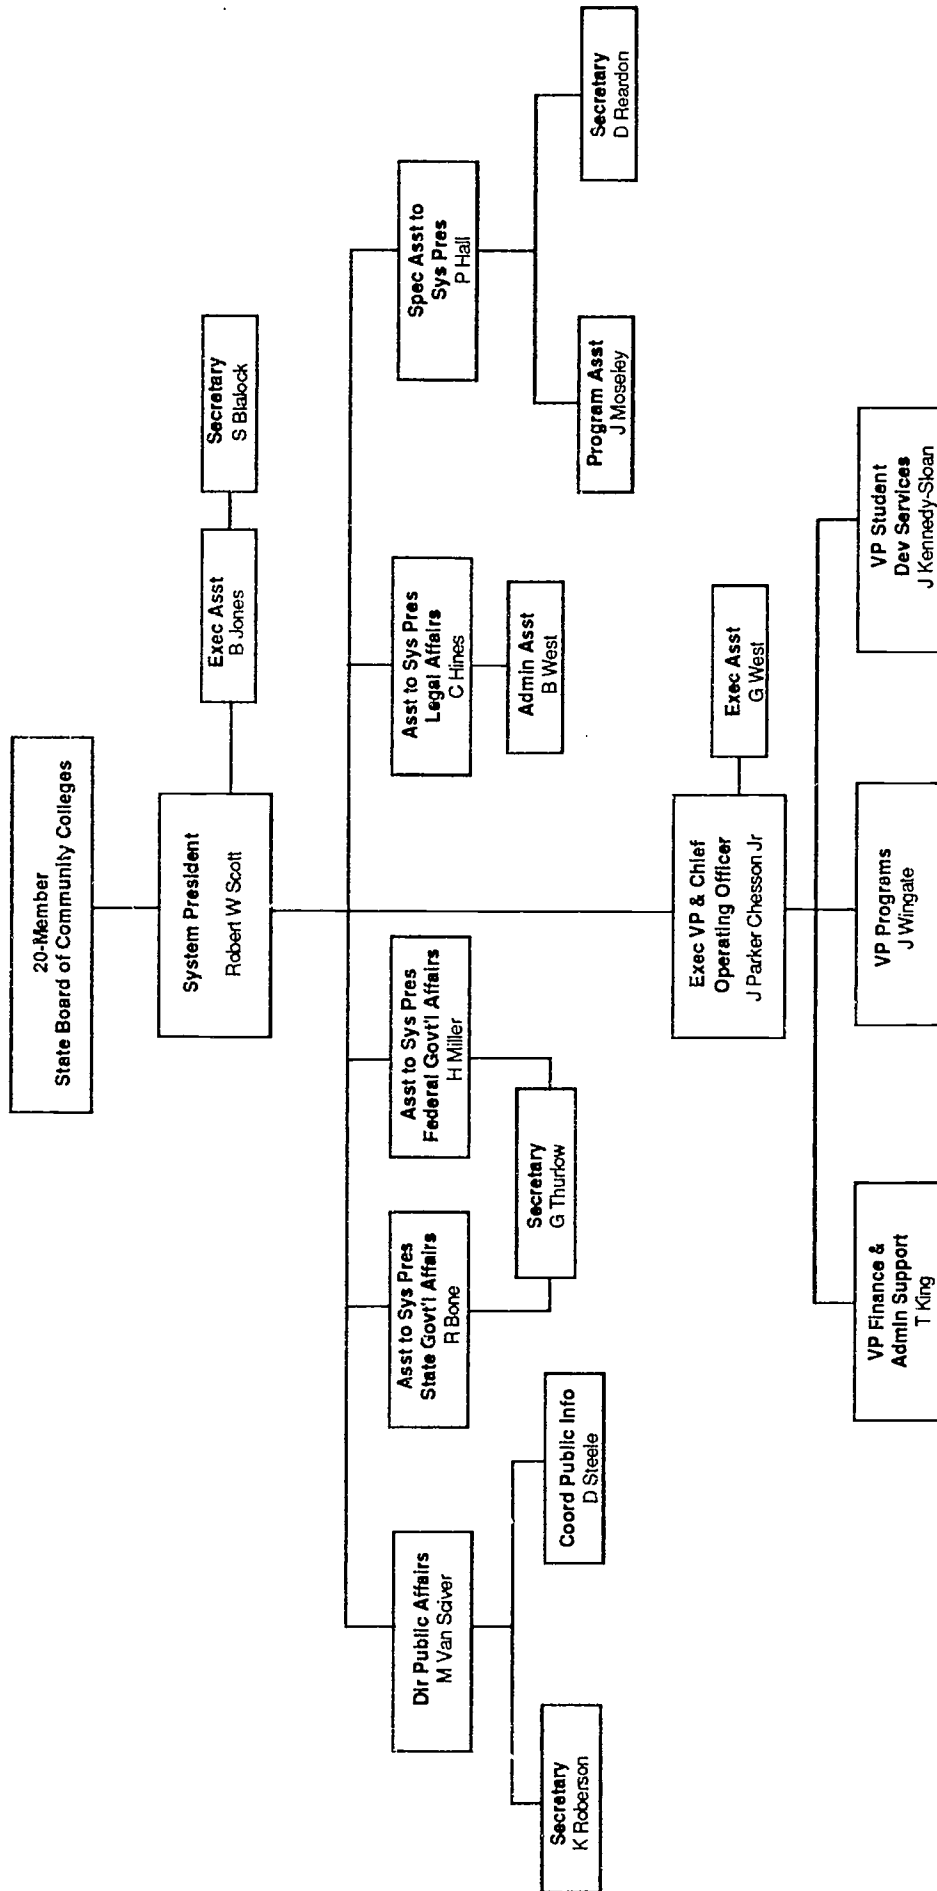 20-Member
State Board of Community Colleges
System President
Robert W Scott
Exec Asst
B Jones
Secretary
S Blalock
Dir Public Affairs
M Van Sciver
Asst to Sys Pres
State Govt'l Affairs
R Bone
Asst to Sys Pres
Federal Govt'l Affairs
H Miller
Asst to Sys Pres
Legal Affairs
C Hines
Spec Asst to
Sys Pres
P Hall
Secretary
K Roberson
Coord Public Info
D Steele
Secretary
G Thurlow
Admin Asst
B West
Program Asst
J Moseley
Secretary
D Reardon
Exec VP & Chief
Operating Officer
J Parker Chesson Jr
Exec Asst
G West
VP Finance &
Admin Support
T King
VP Programs
J Wingate
VP Student
Dev Services
J Kennedy-Sloan